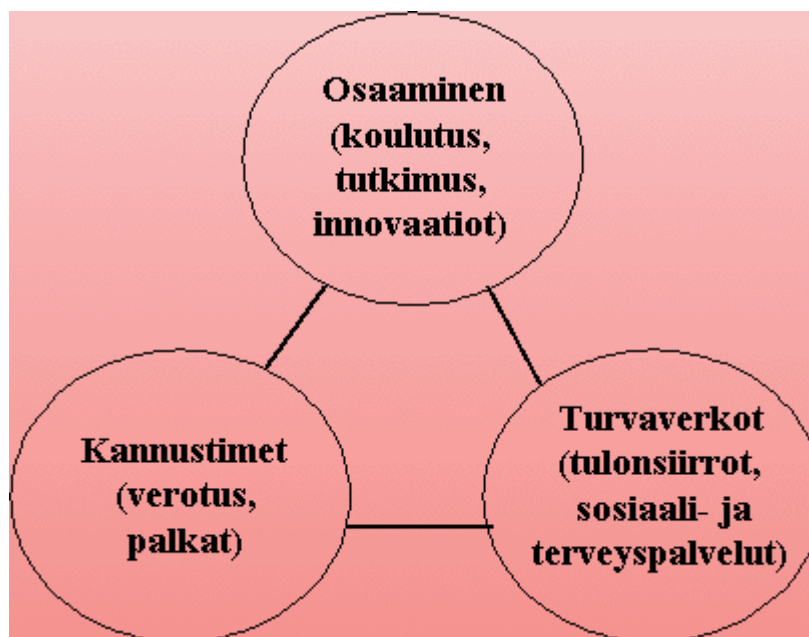 Osaaminen
(koulutus,
tutkimus,
innovaatiot)
Kannustimet
(verotus,
palkat)
Turvaverkot
(tulonsiirrot,
sosiaali- ja
terveyspalvelut)